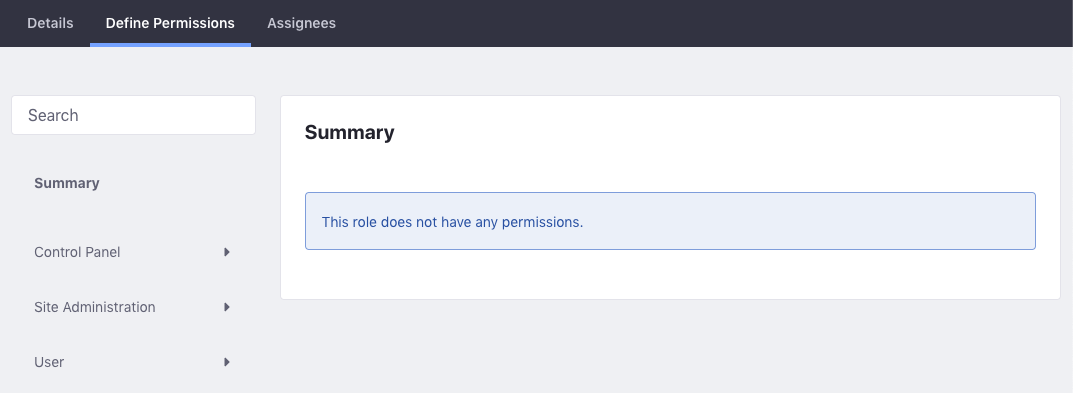 Details Define Permissions Assignees
Search
Summary
Control Panel
Site Administration
User
Summary
This role does not have any permissions.